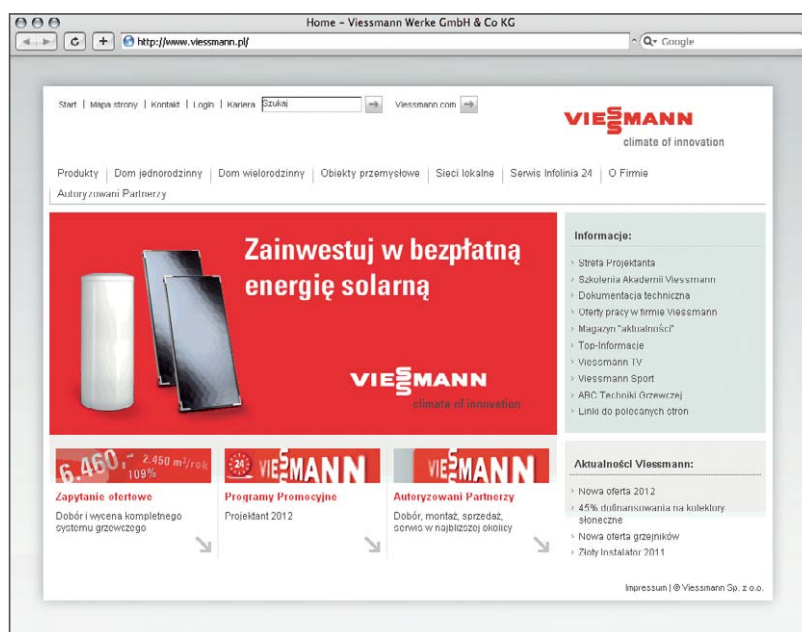 Home – Viessmann Werke GmbH & Co KG
http://www.viessmann.pl/
Google
Start | Mapa strony | Kontakt | Login | Kariera Szukaj Viessmann.com
VIESSMANN
climate of innovation
Produkty | Dom jednorodzinny | Dom wielorodzinny | Obiekty przemysłowe | Sieci lokalne | Serwis Infolinia 24 | O Firmie
Autoryzowani Partnerzy
Zainwestuj w bezpłatną
energię solarną
VIESSMANN
climate of innovation
Informacje:
Strefa Projektanta
Szkolenia Akademii Viessmann
Dokumentacja techniczna
Oferty pracy w firmie Viessmann
Magazyn "aktualności"
Top-Informacje
Viessmann TV
Viessmann Sport
ABC Techniki Grzewczej
Linki do polecanych stron
6.460,- 2.450 m³/rok
109%
Zapytanie ofertowe
Dobór i wycena kompletnego
systemu grzewczego
24 VIESSMANN
Programy Promocyjne
Projektant 2012
VIESSMANN
Autoryzowani Partnerzy
Dobór, montaż, sprzedaż,
serwis w najbliższej okolicy
Aktualności Viessmann:
Nowa oferta 2012
45% dofinansowania na kolektory
słoneczne
Nowa oferta grzejników
Złoty Instalator 2011
Impressum | © Viessmann Sp. z o.o.